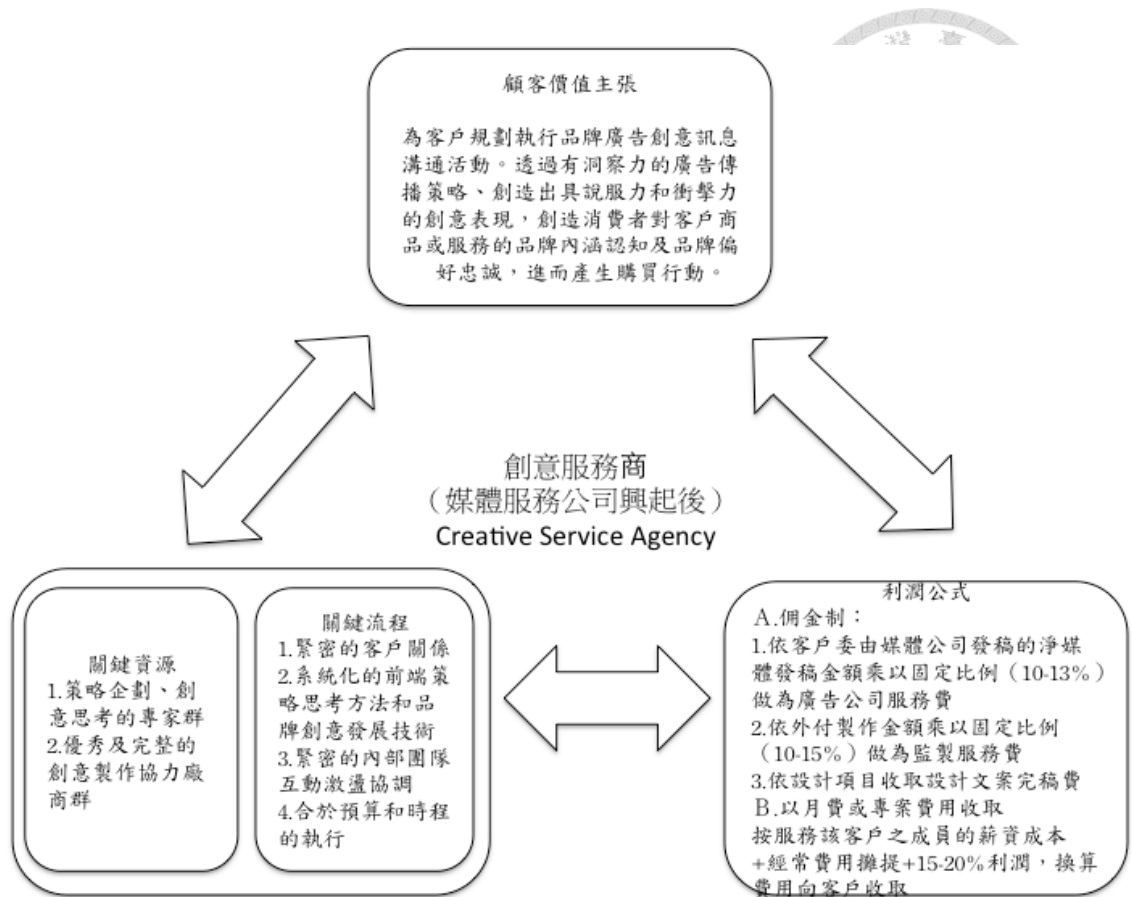 顧客價值主張
為客戶規劃執行品牌廣告創意訊息
溝通活動。透過有洞察力的廣告傳
播策略、創造出具說服力和衝擊力
的創意表現，創造消費者對客戶商
品或服務的品牌內涵認知及品牌偏
好忠誠，進而產生購買行動。
創意服務商
（媒體服務公司興起後）
Creative Service Agency
關鍵資源
1.策略企劃、創
意思考的專家群
2.優秀及完整的
創意製作協力廠
商群
關鍵流程
1.緊密的客戶關係
2.系統化的前端策
略思考方法和品
牌創意發展技術
3.緊密的內部團隊
互動激盪協調
4.合於預算和時程
的執行
利潤公式
A.佣金制：
1.依客戶委由媒體公司發稿的淨媒
體發稿金額乘以固定比例（10-13%）
做為廣告公司服務費
2.依外付製作金額乘以固定比例
（10-15%）做為監製服務費
3.依設計項目收取設計文案完稿費
B.以月費或專案費用收取
按服務該客戶之成員的薪資成本
+經常費用攤提+15-20%利潤，換算
費用向客戶收取